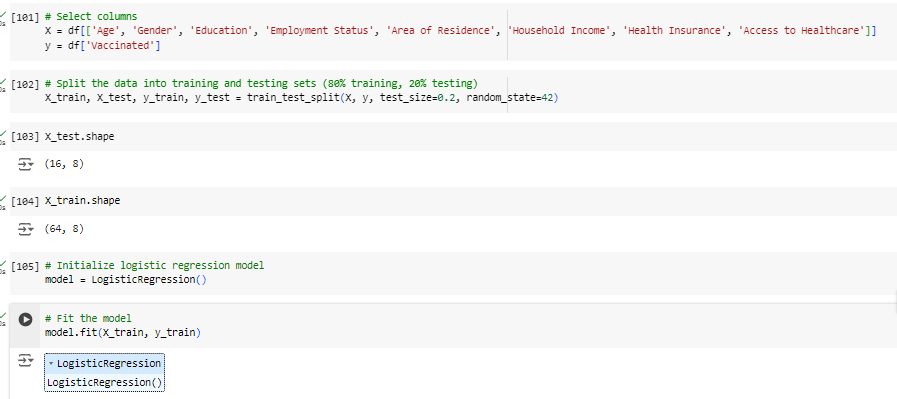 [101] # Select columns
X = df[['Age', 'Gender', 'Education', 'Employment Status', 'Area of Residence', 'Household Income', 'Health Insurance', 'Access to Healthcare']]
y = df['Vaccinated']
[102] # Split the data into training and testing sets (80% training, 20% testing)
X_train, X_test, y_train, y_test = train_test_split(X, y, test_size=0.2, random_state=42)
[103] X_test.shape
(16, 8)
[104] X_train.shape
(64, 8)
[105] # Initialize logistic regression model
model = LogisticRegression()
# Fit the model
model.fit(X_train, y_train)
LogisticRegression
LogisticRegression()